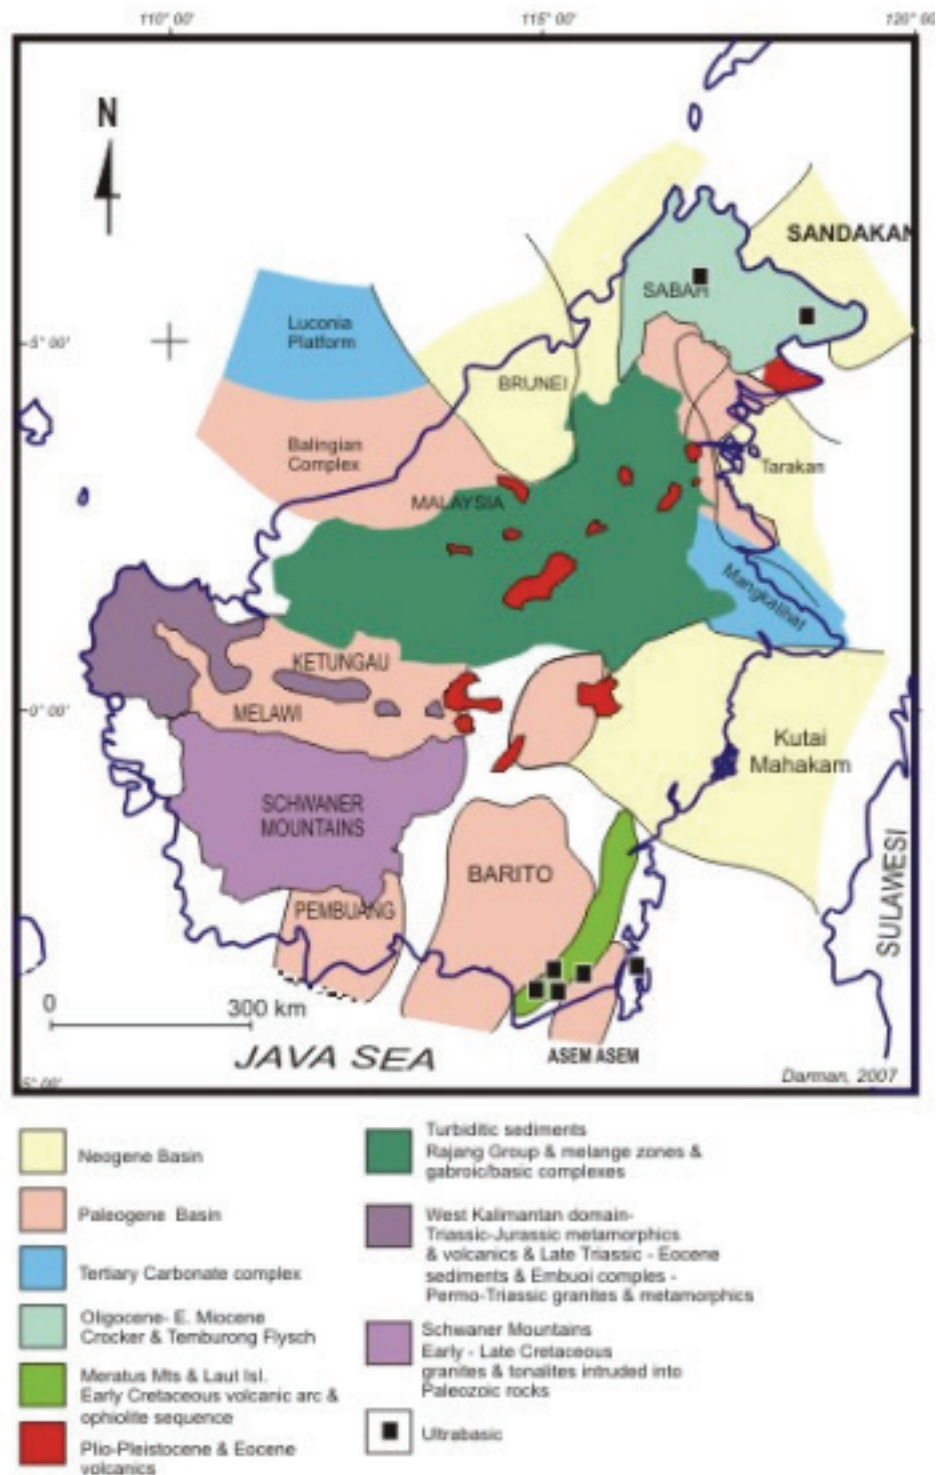 110° 00'
115° 00'
120° 00'
N
SANDAKAN
SABAH
Luconia
Platform
5° 00'
BRUNEI
Balingian
Complex
Tarakan
MALAYSIA
Mangkalihat
KETUNGAU
0° 00'
MELAWI
Kutai
Mahakam
SCHWANER
MOUNTAINS
BARITO
SULAWESI
PEMBUANG
0
300 km
JAVA SEA
ASEM ASEM
Darman, 2007
5° 00'
Neogene Basin
Paleogene Basin
Tertiary Carbonate complex
Oligocene- E. Miocene
Crocker & Temburong Flysch
Meratus Mts & Laut Isl.
Early Cretaceous volcanic arc &
ophiolite sequence
Plio-Pleistocene & Eocene
volcanics
Turbiditic sediments
Rajang Group & melange zones &
gabroic/basic complexes
West Kalimantan domain-
Triassic-Jurassic metamorphics
& volcanics & Late Triassic - Eocene
sediments & Embuoi comples -
Permo-Triassic granites & metamorphics
Schwaner Mountains
Early - Late Cretaceous
granites & tonalites intruded into
Paleozoic rocks
Ultrabasic